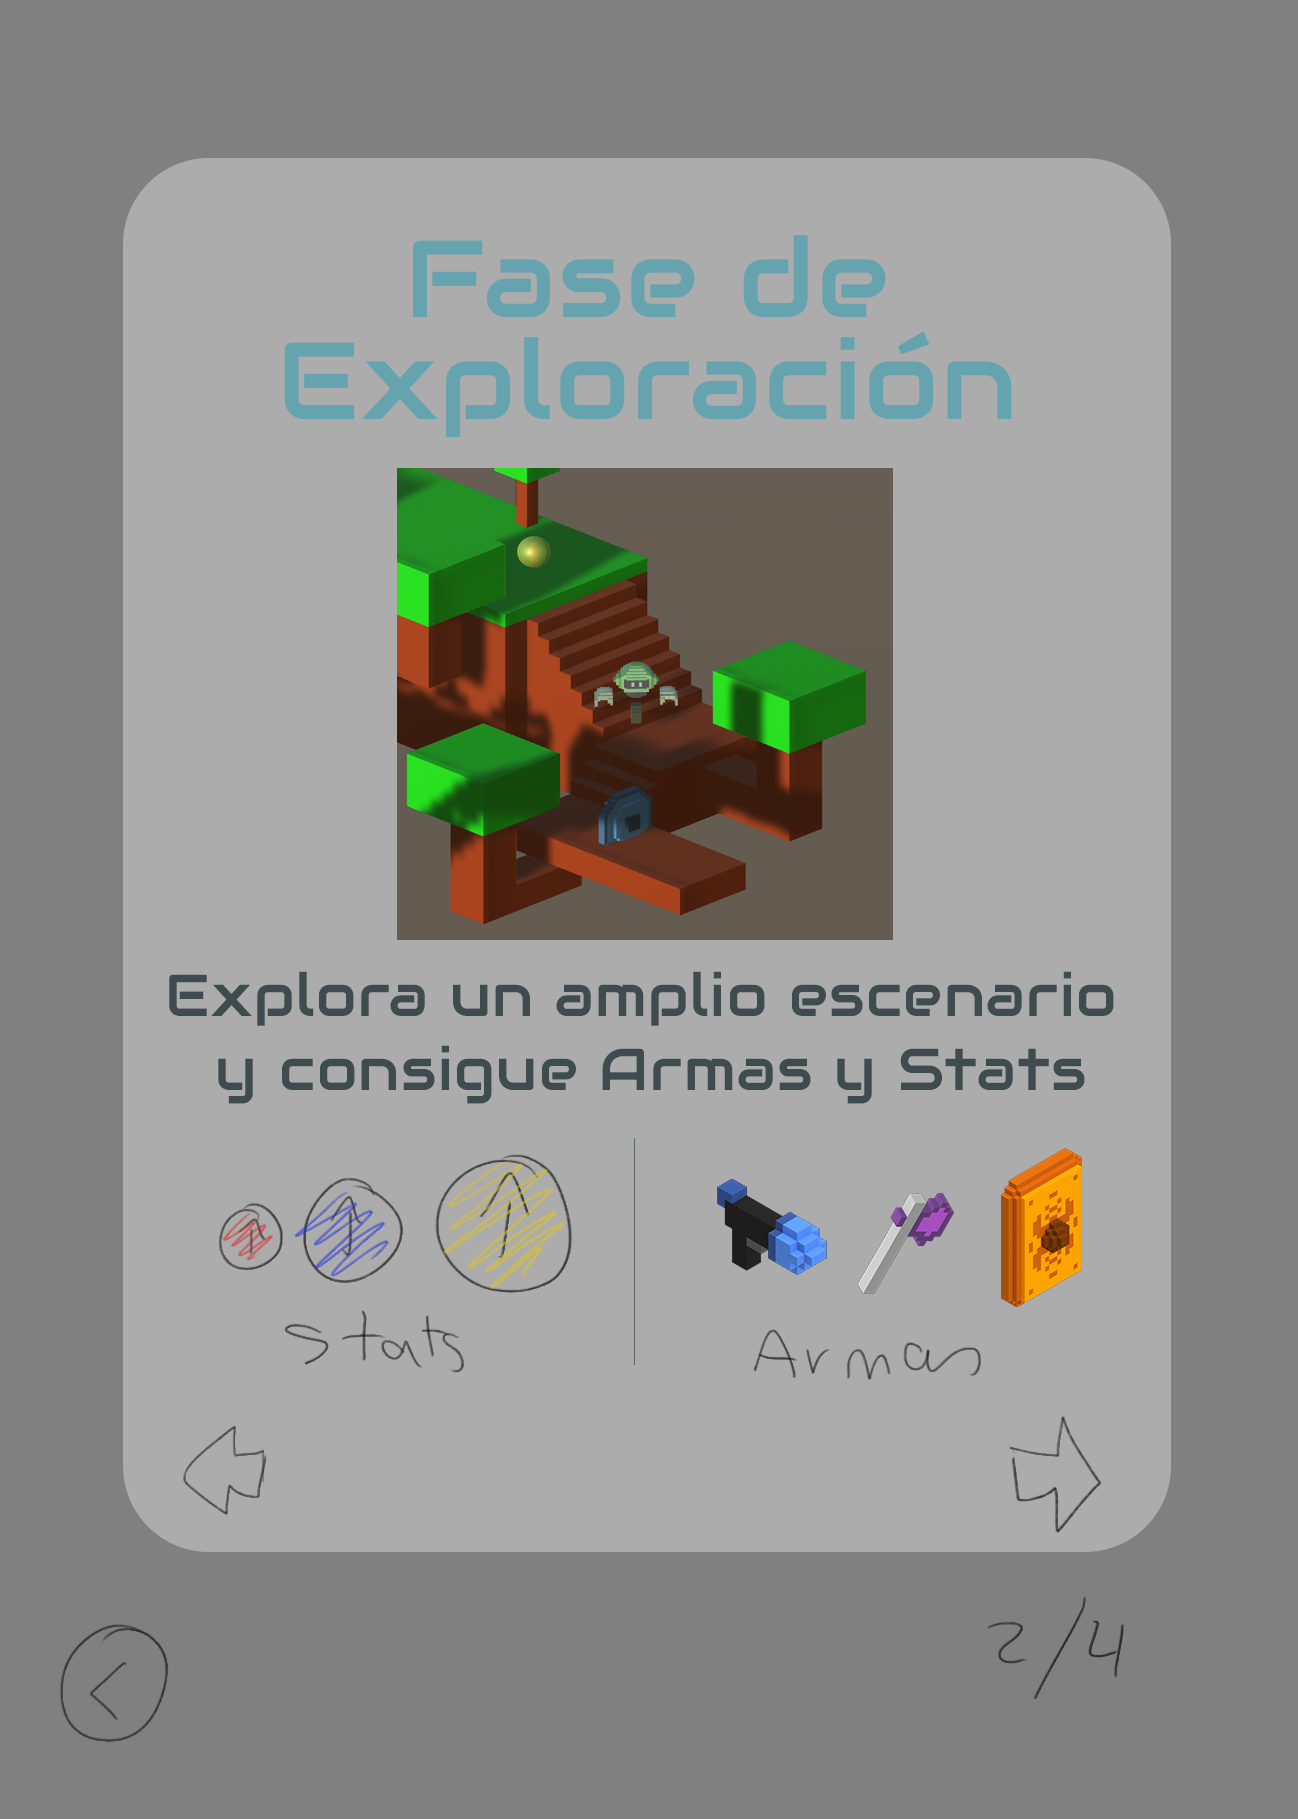 Fase de
Exploración
Explora un amplio escenario
y consigue Armas y Stats
Stats
Armas
2/4